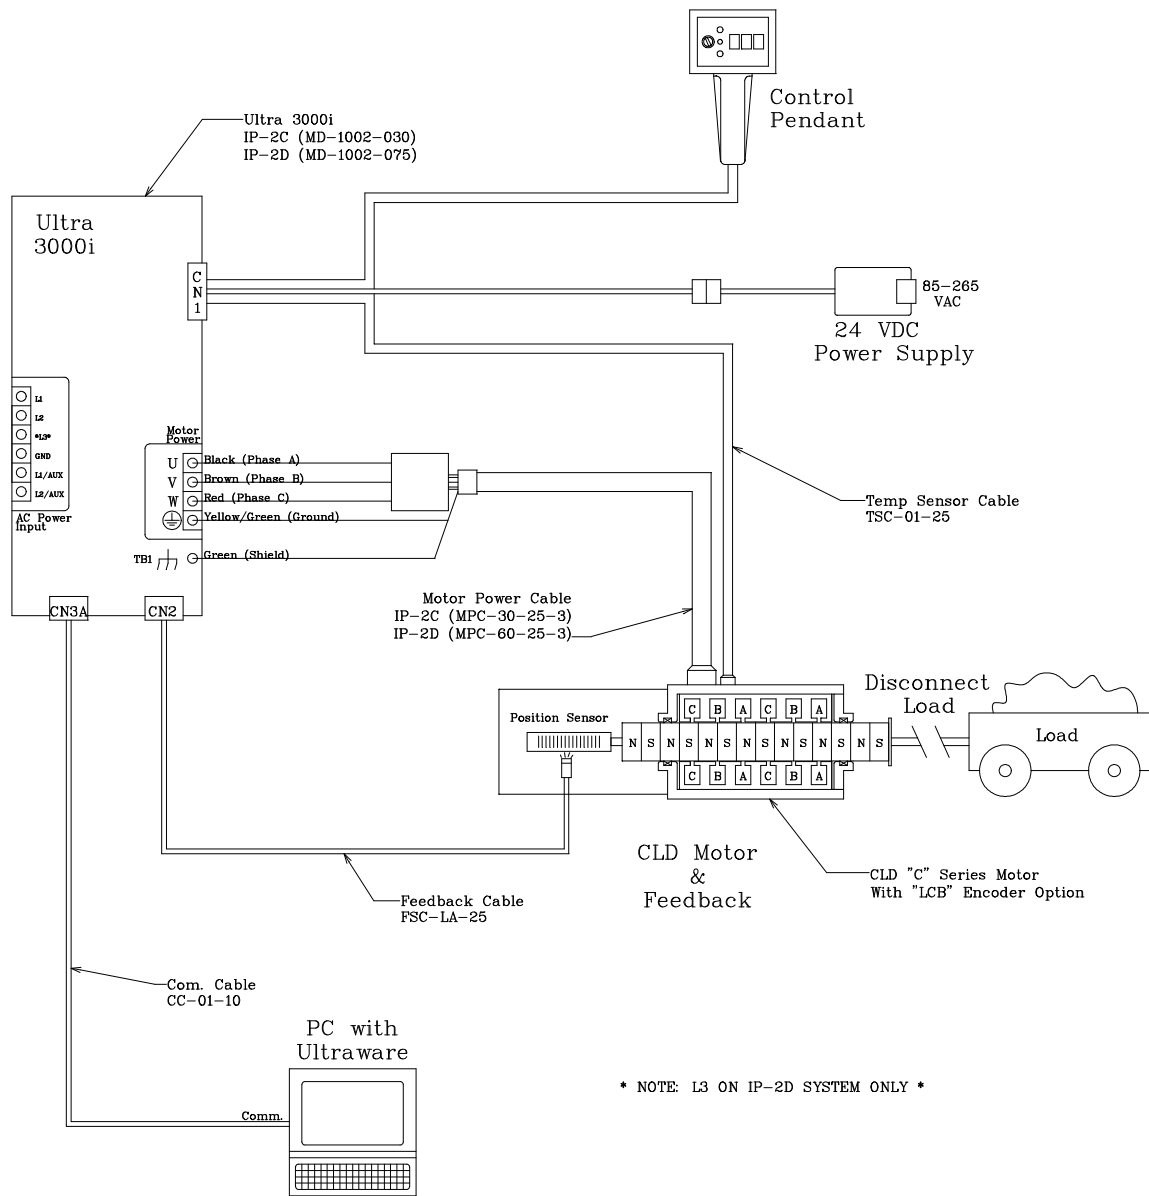 Control
Pendant
Ultra 3000i
IP-2C (MD-1002-030)
IP-2D (MD-1002-075)
Ultra
3000i
C
N
1
85-265
VAC
24 VDC
Power Supply
L1
L2
*L3*
GND
L1/AUX
L2/AUX
AC Power
Input
Motor
Power
U
V
W
Black (Phase A)
Brown (Phase B)
Red (Phase C)
Yellow/Green (Ground)
TB1
Green (Shield)
Temp Sensor Cable
TSC-01-25
CN3A
CN2
Motor Power Cable
IP-2C (MPC-30-25-3)
IP-2D (MPC-60-25-3)
Disconnect
Load
Position Sensor
C B A C B A
N S N S N S N S N S N S N S
C B A C B A
Load
CLD Motor
&
Feedback
CLD "C" Series Motor
With "LCB" Encoder Option
Feedback Cable
FSC-LA-25
Com. Cable
CC-01-10
PC with
Ultraware
Comm.
* NOTE: L3 ON IP-2D SYSTEM ONLY *